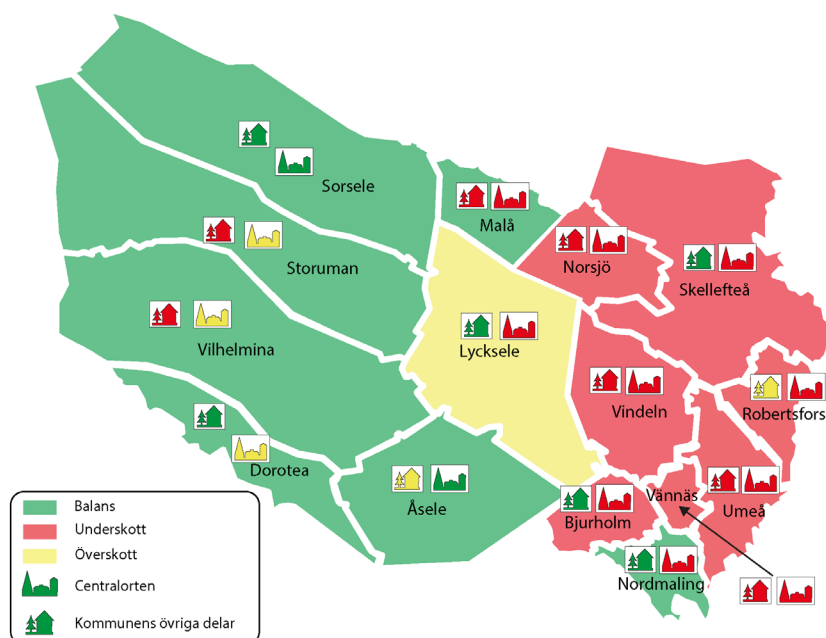 Sorsele
Malå
Storuman
Norsjö
Skellefteå
Vilhelmina
Lycksele
Vindeln
Robertsfors
Dorotea
Åsele
Vännäs
Umeå
Bjurholm
Nordmaling
Balans
Underskott
Överskott
Centralorten
Kommunens övriga delar